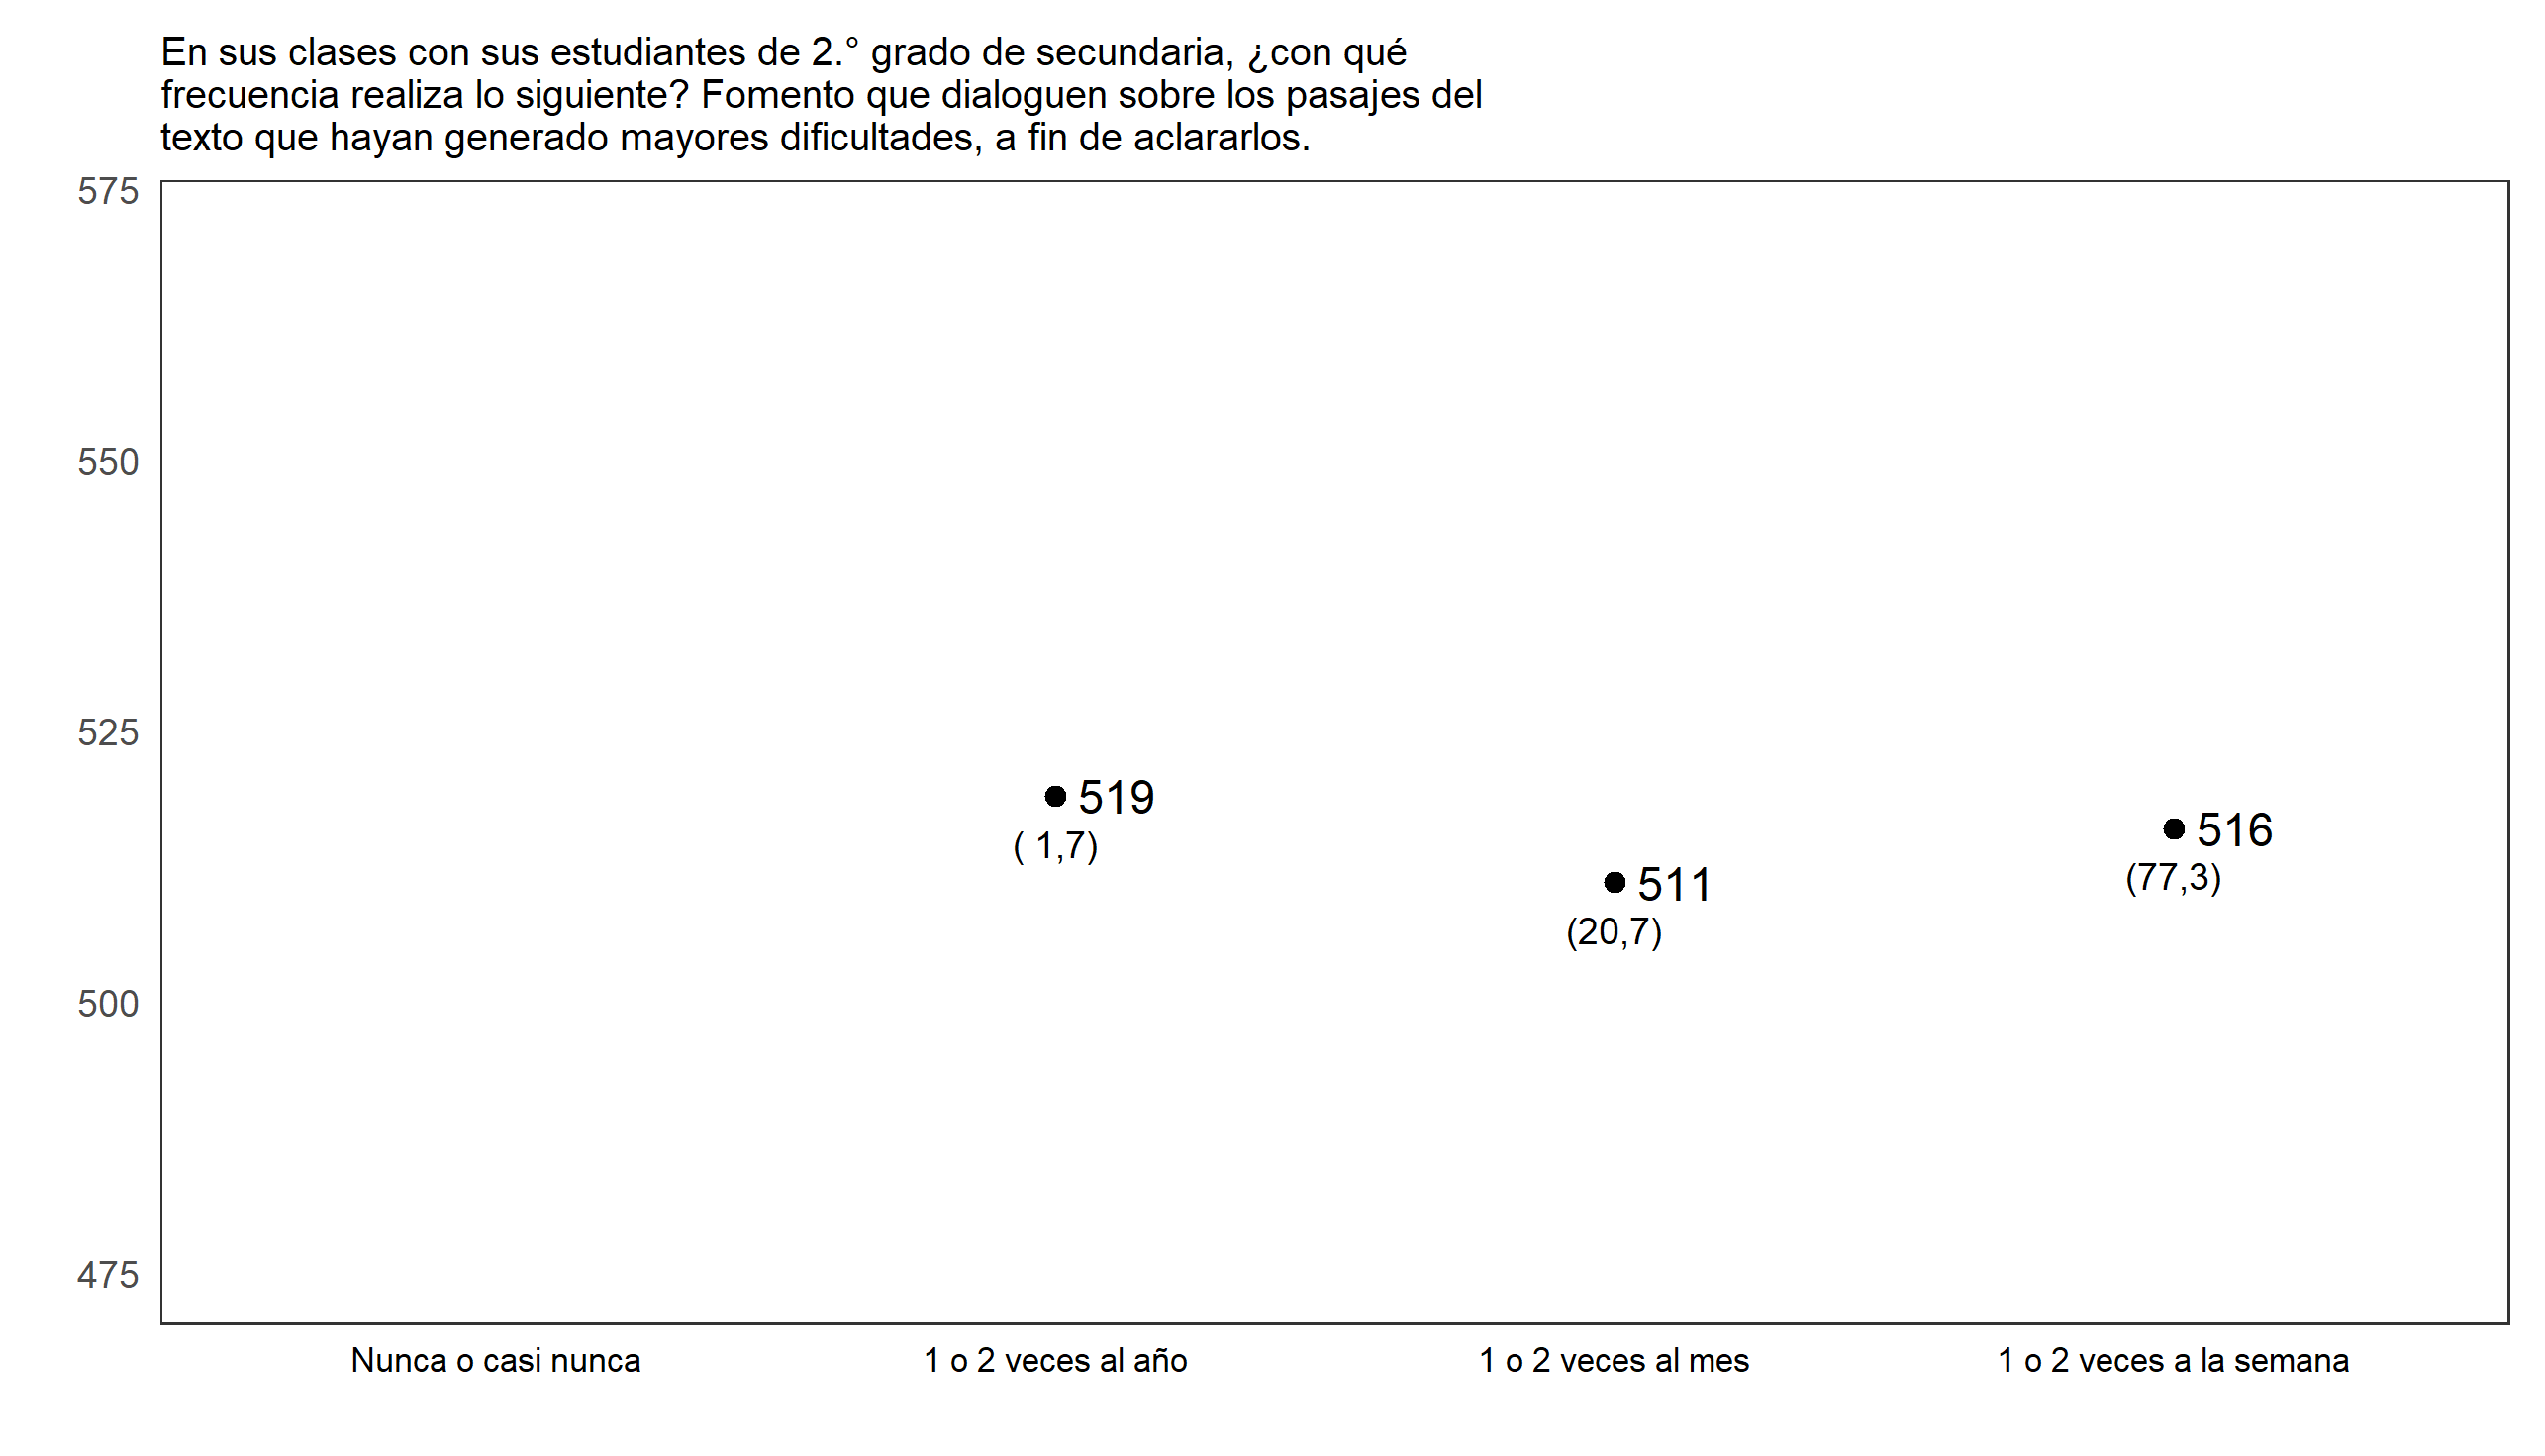 En sus clases con sus estudiantes de 2.° grado de secundaria, ¿con qué
frecuencia realiza lo siguiente? Fomento que dialoguen sobre los pasajes del
texto que hayan generado mayores dificultades, a fin de aclararlos.
575
550
525
519
( 1,7)
516
(77,3)
511
(20,7)
500
475
Nunca o casi nunca
1 o 2 veces al año
1 o 2 veces al mes
1 o 2 veces a la semana